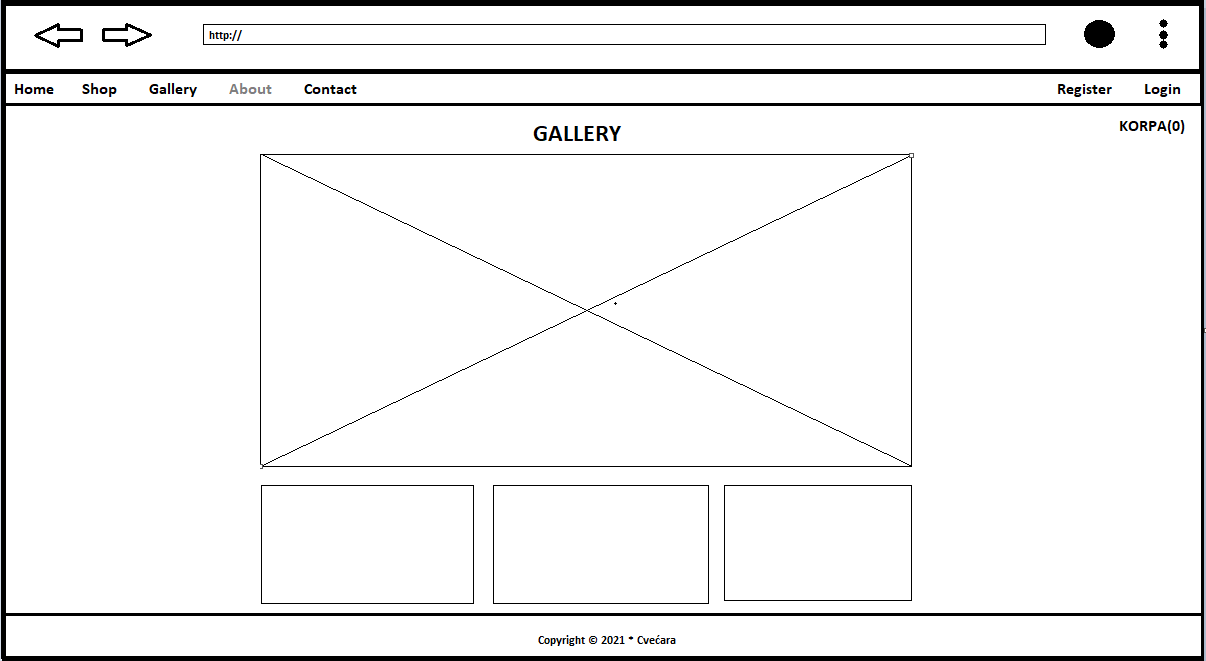 http://
Home Shop Gallery About Contact Register Login
KORPA(0)
GALLERY
Copyright © 2021 * Cvećara